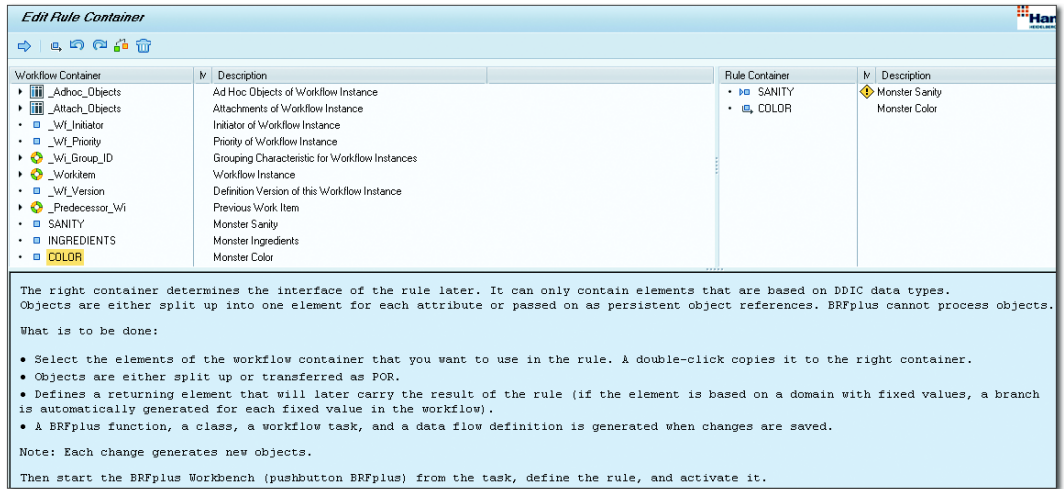 Edit Rule Container
Han
HEIDELBERG
Workflow Container M Description
_Adhoc_Objects Ad Hoc Objects of Workflow Instance
_Attach_Objects Attachments of Workflow Instance
_Wf_Initiator Initiator of Workflow Instance
_Wf_Priority Priority of Workflow Instance
_Wi_Group_ID Grouping Characteristic for Workflow Instances
_Workitem Workflow Instance
_Wf_Version Definition Version of this Workflow Instance
_Predecessor_Wi Previous Work Item
SANITY Monster Sanity
INGREDIENTS Monster Ingredients
COLOR Monster Color
Rule Container M Description
SANITY Monster Sanity
COLOR Monster Color
The right container determines the interface of the rule later. It can only contain elements that are based on DDIC data types.
Objects are either split up into one element for each attribute or passed on as persistent object references. BRFplus cannot process objects.
What is to be done:
• Select the elements of the workflow container that you want to use in the rule. A double-click copies it to the right container.
• Objects are either split up or transferred as POR.
• Defines a returning element that will later carry the result of the rule (if the element is based on a domain with fixed values, a branch
is automatically generated for each fixed value in the workflow).
• A BRFplus function, a class, a workflow task, and a data flow definition is generated when changes are saved.
Note: Each change generates new objects.
Then start the BRFplus Workbench (pushbutton BRFplus) from the task, define the rule, and activate it.